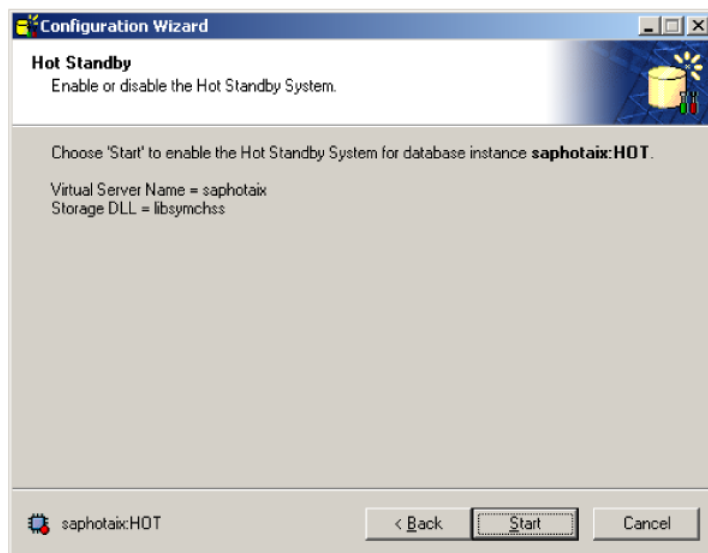 Configuration Wizard
Hot Standby
Enable or disable the Hot Standby System.
Choose 'Start' to enable the Hot Standby System for database instance saphotaix:HOT.
Virtual Server Name = saphotaix
Storage DLL = libsymchss
saphotaix:HOT
< Back
Start
Cancel